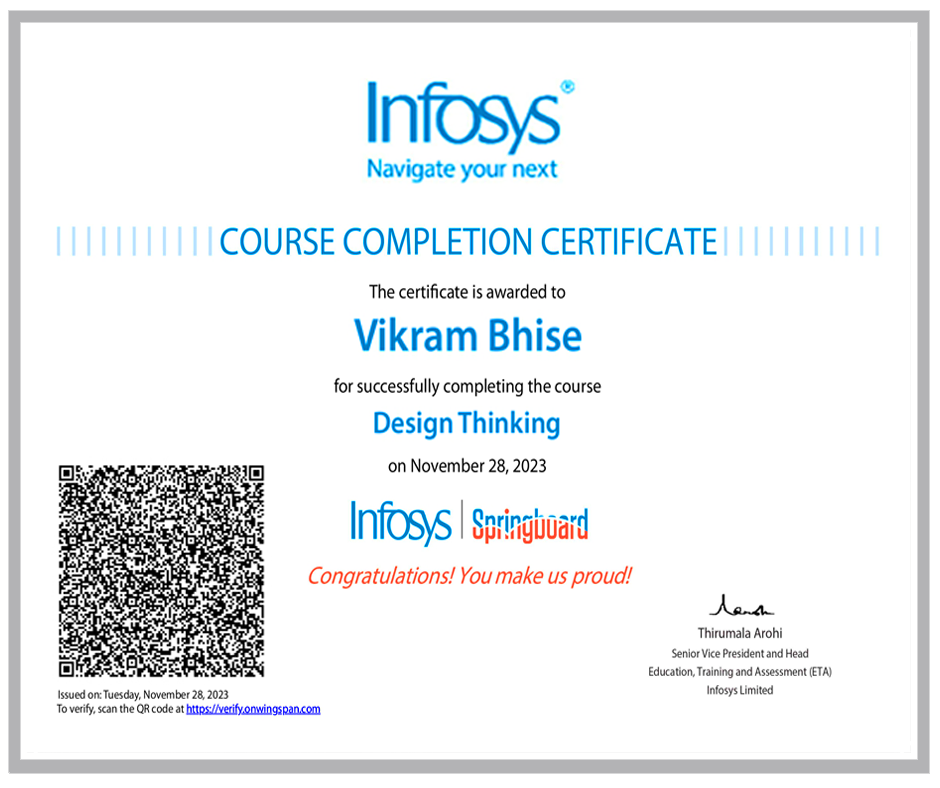 Infosys®
Navigate your next
COURSE COMPLETION CERTIFICATE
The certificate is awarded to
Vikram Bhise
for successfully completing the course
Design Thinking
on November 28, 2023
Infosys | Springboard
Congratulations! You make us proud!
Thirumala Arohi
Senior Vice President and Head
Education, Training and Assessment (ETA)
Infosys Limited
Issued on: Tuesday, November 28, 2023
To verify, scan the QR code at https://verify.onwingspan.com